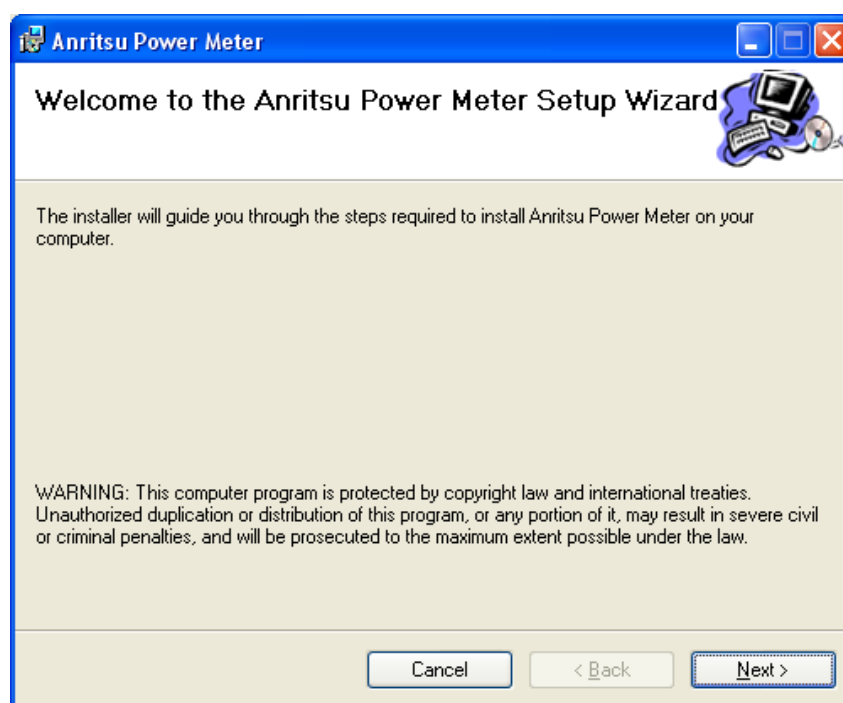 Anritsu Power Meter
Welcome to the Anritsu Power Meter Setup Wizard
The installer will guide you through the steps required to install Anritsu Power Meter on your
computer.
WARNING: This computer program is protected by copyright law and international treaties.
Unauthorized duplication or distribution of this program, or any portion of it, may result in severe civil
or criminal penalties, and will be prosecuted to the maximum extent possible under the law.
Cancel < Back Next >